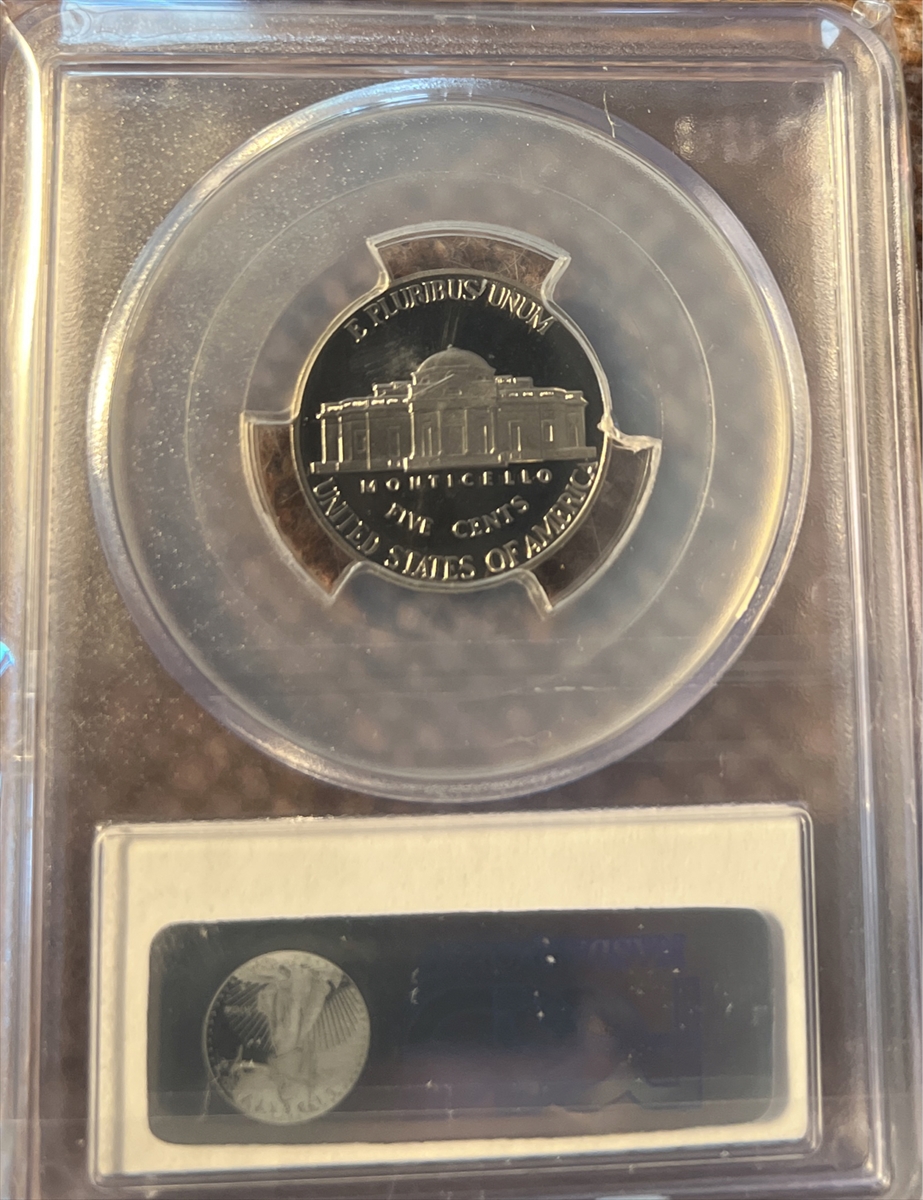 E PLURIBUS UNUM
MONTICELLO
FIVE CENTS
UNITED STATES OF AMERICA